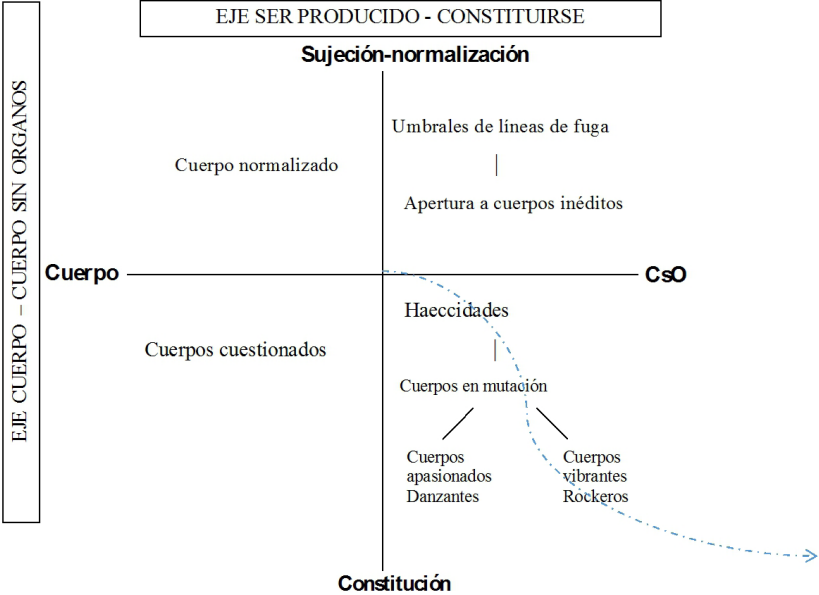 EJE SER PRODUCIDO - CONSTITUIRSE
Sujeción-normalización
EJE CUERPO – CUERPO SIN ORGANOS
Umbrales de líneas de fuga
Cuerpo normalizado
Apertura a cuerpos inéditos
Cuerpo
CsO
Haeccidades
Cuerpos cuestionados
Cuerpos en mutación
Cuerpos
apasionados
Danzantes
Cuerpos
vibrantes
Rockeros
Constitución